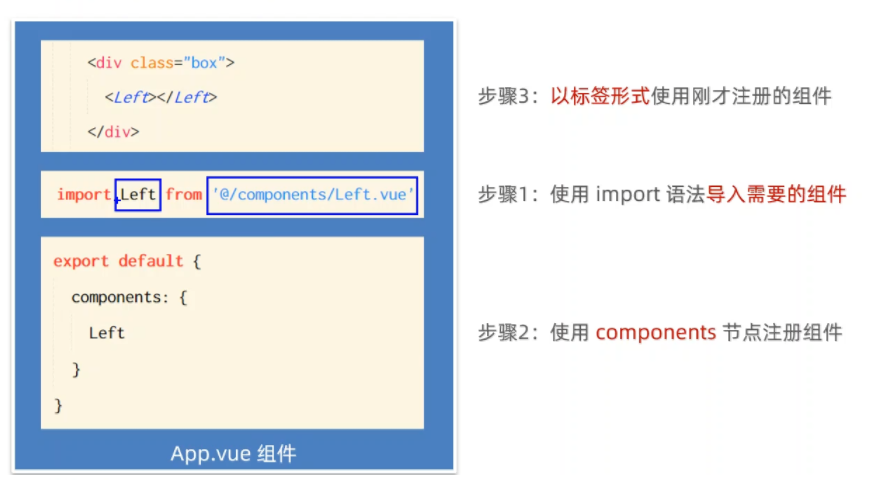 <div class="box">
<Left></Left>
</div>
步骤3：以标签形式使用刚才注册的组件
import Left from '@/components/Left.vue'
步骤1：使用 import 语法导入需要的组件
export default {
components: {
Left
}
}
步骤2：使用 components 节点注册组件
App.vue 组件